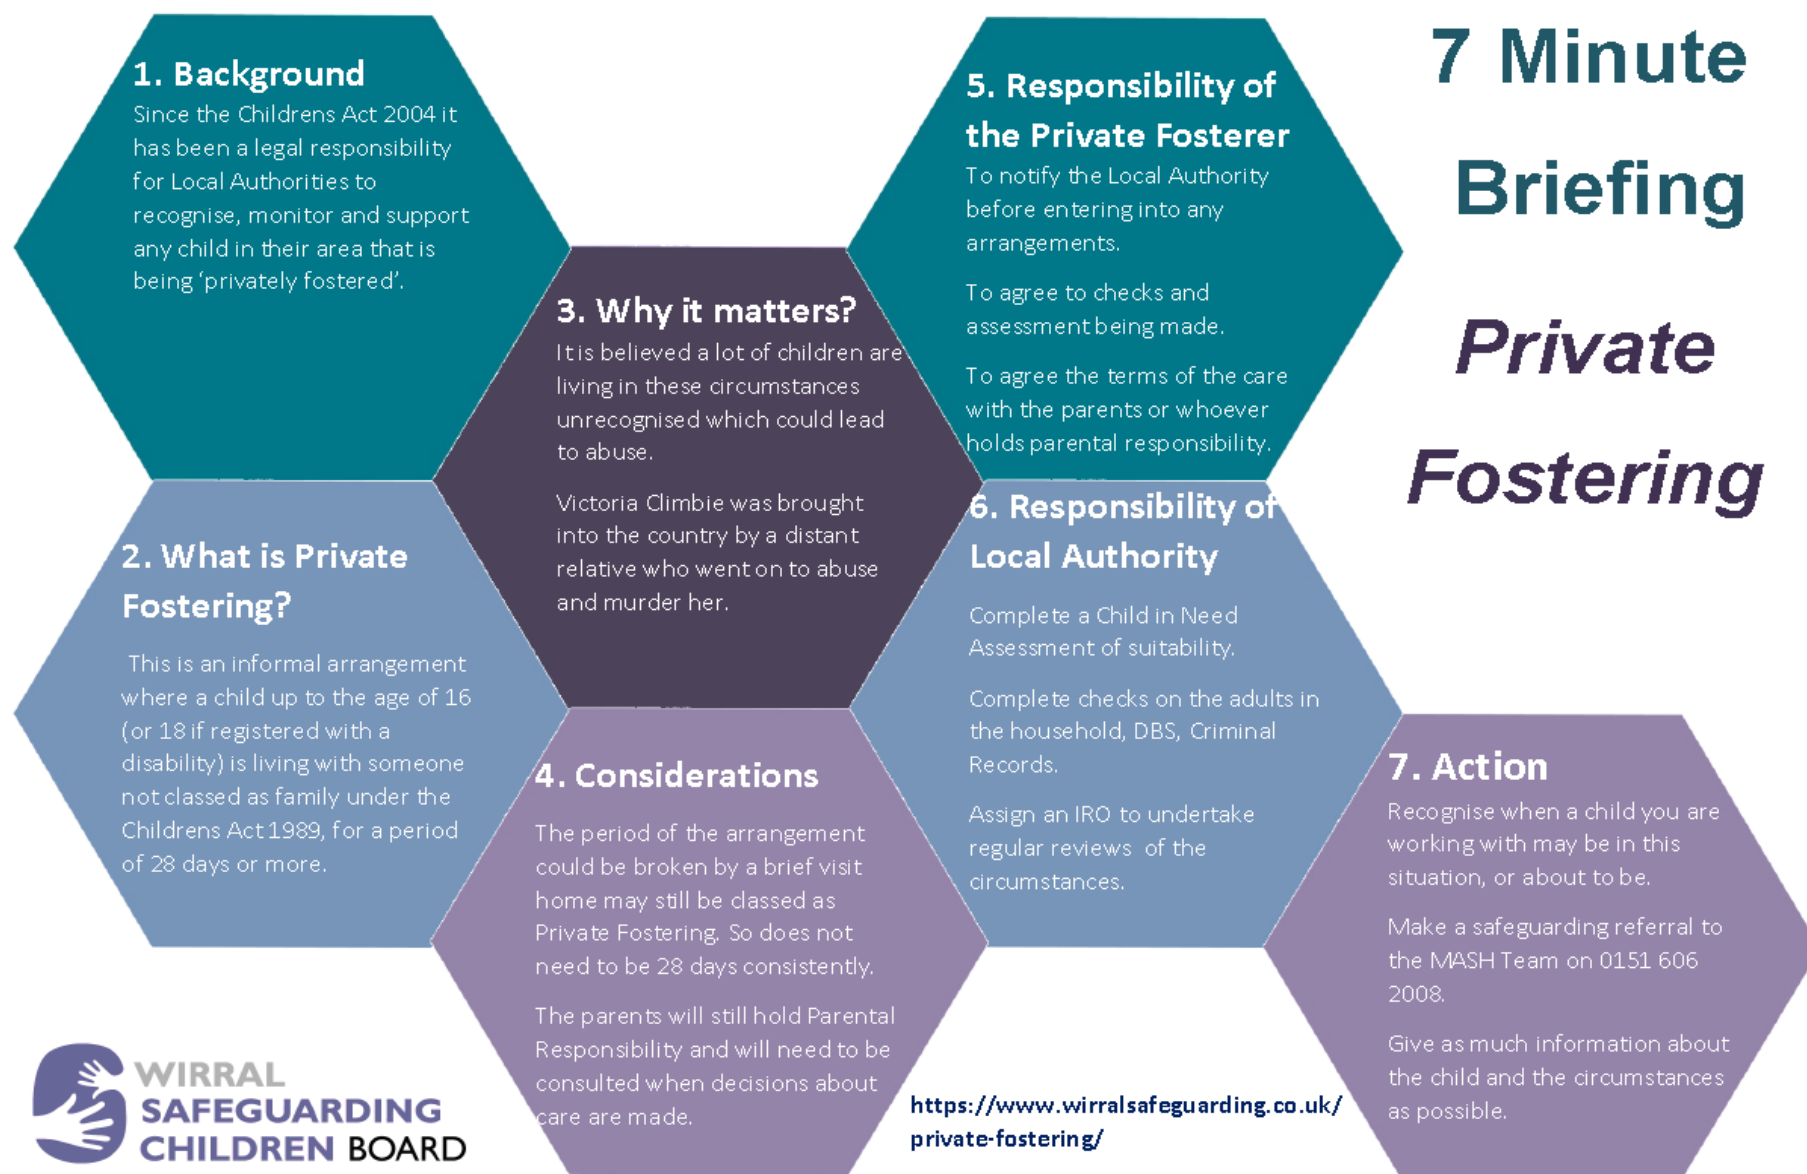 7 Minute
Briefing
Private
Fostering
1. Background
Since the Childrens Act 2004 it
has been a legal responsibility
for Local Authorities to
recognise, monitor and support
any child in their area that is
being ‘privately fostered’.
2. What is Private
Fostering?
This is an informal arrangement
where a child up to the age of 16
(or 18 if registered with a
disability) is living with someone
not classed as family under the
Childrens Act 1989, for a period
of 28 days or more.
3. Why it matters?
It is believed a lot of children are
living in these circumstances
unrecognised which could lead
to abuse.
Victoria Climbie was brought
into the country by a distant
relative who went on to abuse
and murder her.
4. Considerations
The period of the arrangement
could be broken by a brief visit
home may still be classed as
Private Fostering. So does not
need to be 28 days consistently.
The parents will still hold Parental
Responsibility and will need to be
consulted when decisions about
care are made.
5. Responsibility of
the Private Fosterer
To notify the Local Authority
before entering into any
arrangements.
To agree to checks and
assessment being made.
To agree the terms of the care
with the parents or whoever
holds parental responsibility.
6. Responsibility of
Local Authority
Complete a Child in Need
Assessment of suitability.
Complete checks on the adults in
the household, DBS, Criminal
Records.
Assign an IRO to undertake
regular reviews of the
circumstances.
7. Action
Recognise when a child you are
working with may be in this
situation, or about to be.
Make a safeguarding referral to
the MASH Team on 0151 606
2008.
Give as much information about
the child and the circumstances
as possible.
WIRRAL
SAFEGUARDING
CHILDREN BOARD
https://www.wirralsafeguarding.co.uk/
private-fostering/